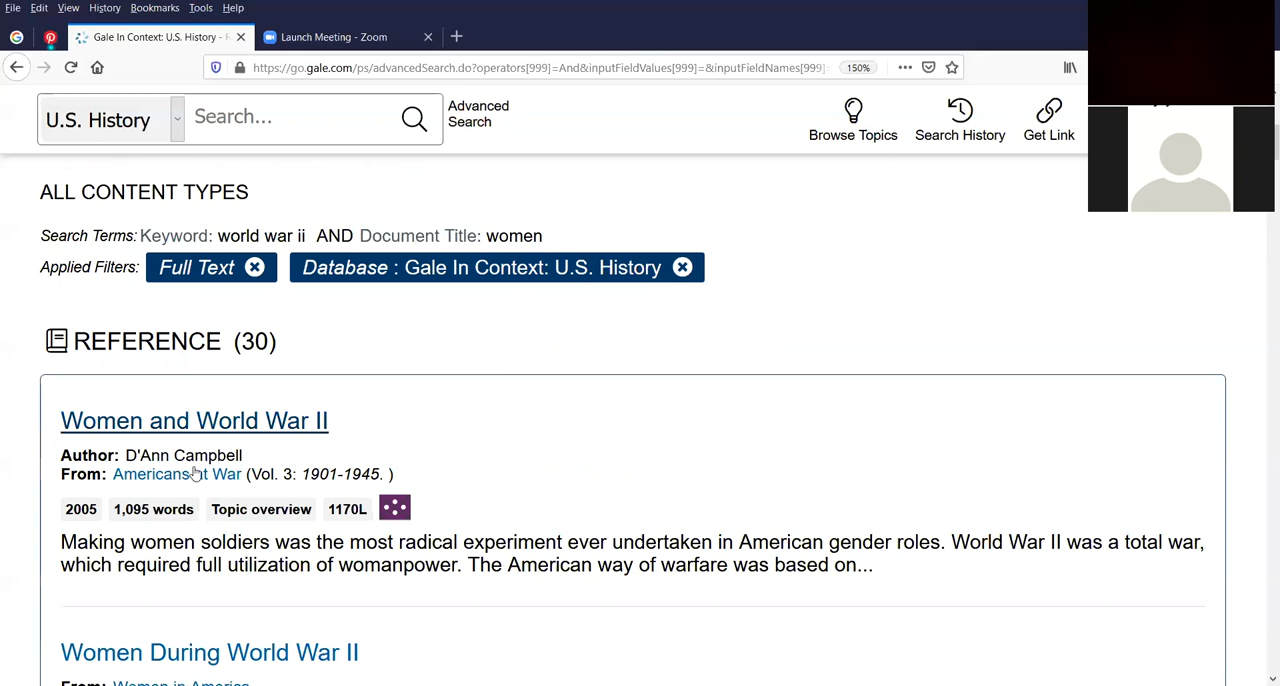 File Edit View History Bookmarks Tools Help
Gale In Context: U.S. History - R
Launch Meeting - Zoom
https://go.gale.com/ps/advancedSearch.do?operators[999]=And&inputFieldValues[999]=&inputFieldNames[999]
150%
U.S. History
Search...
Advanced
Search
Browse Topics
Search History
Get Link
ALL CONTENT TYPES
Search Terms: Keyword: world war ii AND Document Title: women
Applied Filters: Full Text Database : Gale In Context: U.S. History
REFERENCE (30)
Women and World War II
Author: D'Ann Campbell
From: Americans at War (Vol. 3: 1901-1945. )
2005 1,095 words Topic overview 1170L
Making women soldiers was the most radical experiment ever undertaken in American gender roles. World War II was a total war,
which required full utilization of womanpower. The American way of warfare was based on...
Women During World War II
From: Women in America